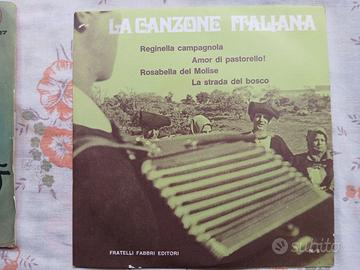 LA CANZONE ITALIANA
Reginella campagnola
Amor di pastorello!
Rosabella del Molise
La strada del bosco
FRATELLI FABBRI EDITORI
subito